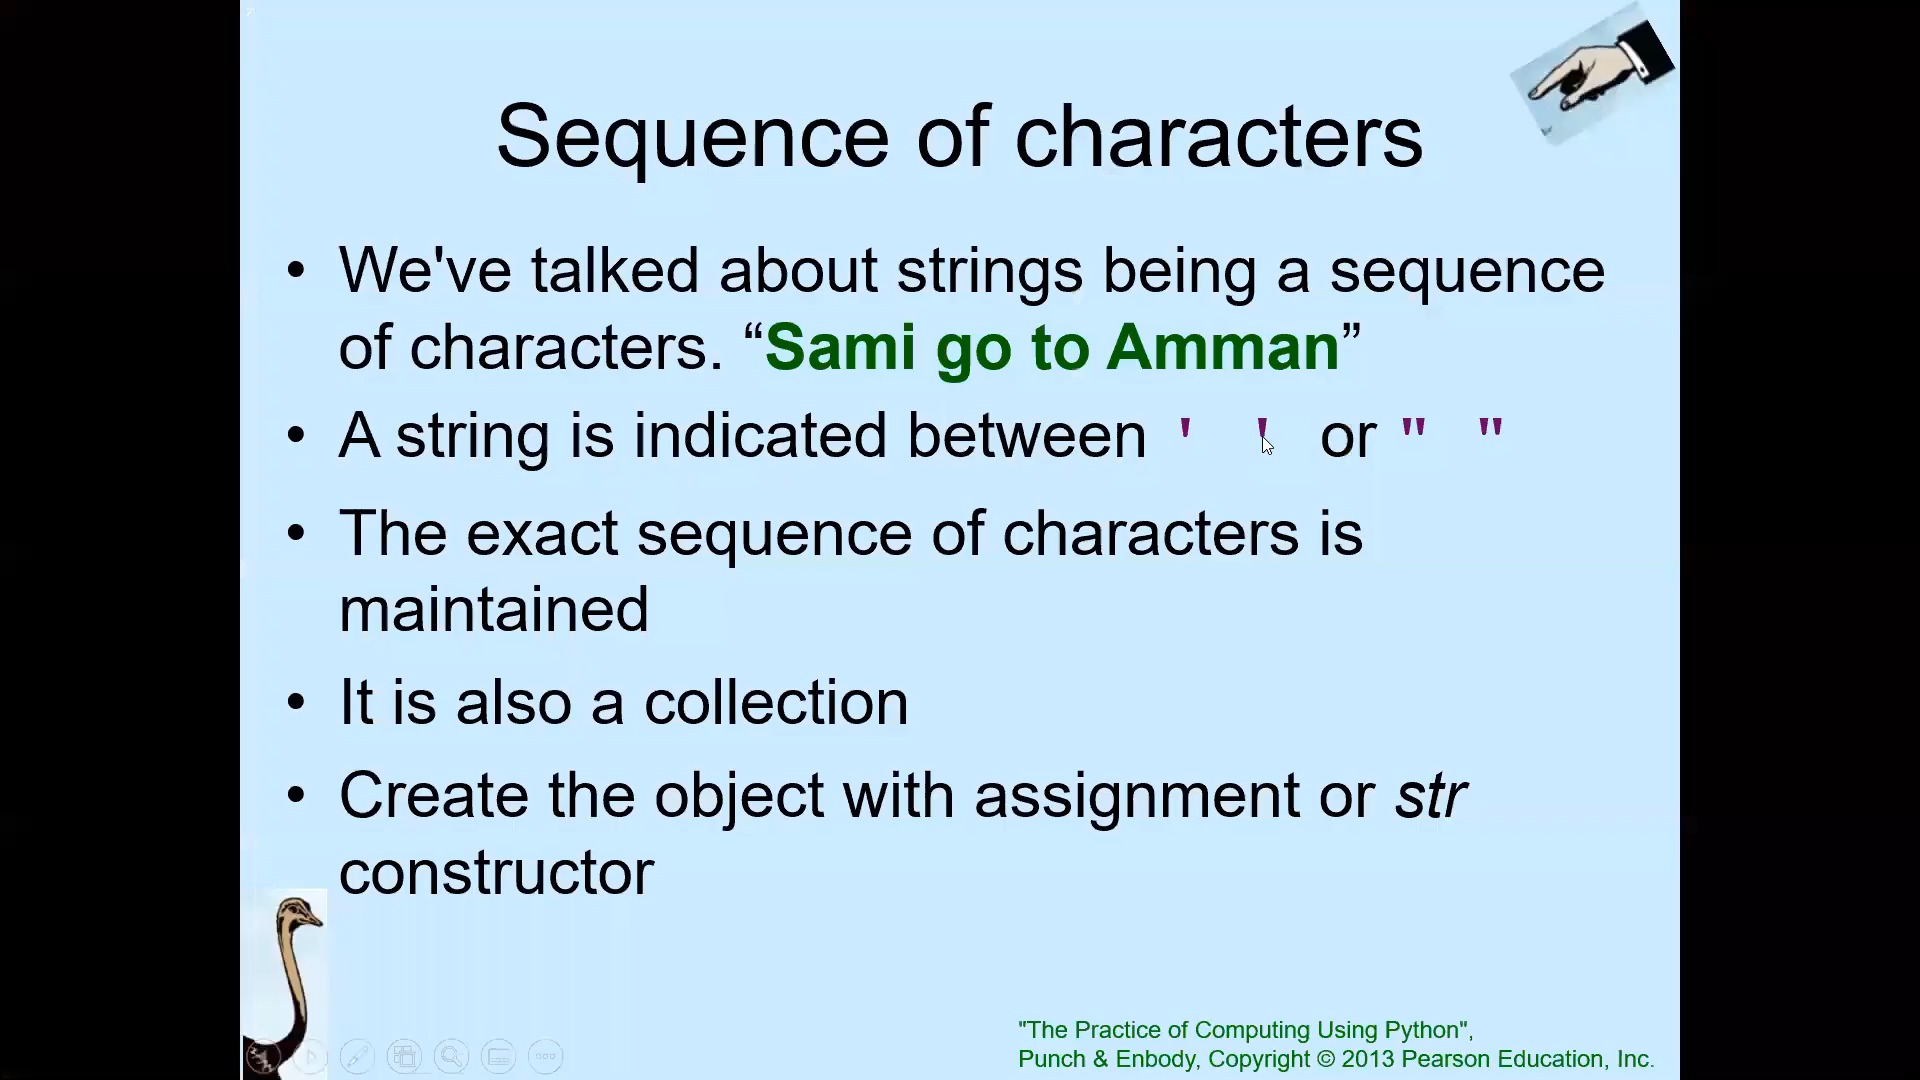 Sequence of characters
• We've talked about strings being a sequence
of characters. “Sami go to Amman”
• A string is indicated between ' ' or " "
• The exact sequence of characters is
maintained
• It is also a collection
• Create the object with assignment or str
constructor
"The Practice of Computing Using Python",
Punch & Enbody, Copyright © 2013 Pearson Education, Inc.